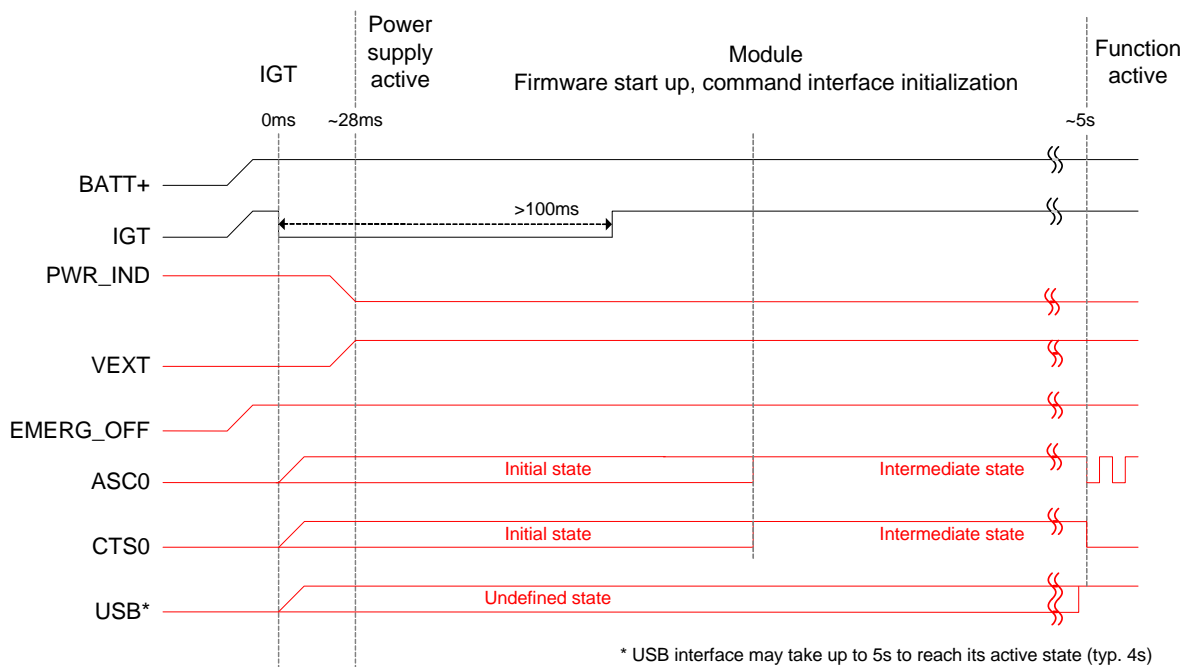 Power
supply
active
IGT
Module
Firmware start up, command interface initialization
Function
active
0ms
~28ms
~5s
BATT+
>100ms
IGT
PWR_IND
VEXT
EMERG_OFF
ASC0
Initial state
Intermediate state
CTS0
Initial state
Intermediate state
USB*
Undefined state
* USB interface may take up to 5s to reach its active state (typ. 4s)